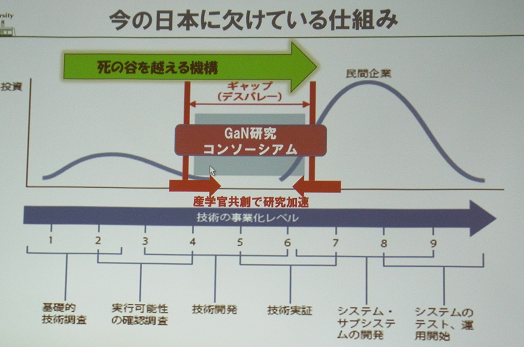 ersity
今の日本に欠けている仕組み
死の谷を越える機構
投資
ギャップ
(デスバレー)
民間企業
GaN研究
コンソーシアム
産学官共創で研究加速
技術の事業化レベル
1 2 3 4 5 6 7 8 9
基礎的
技術調査
実行可能性
の確認調査
技術開発
技術実証
システム・
サブシステ
ムの開発
システムの
テスト、運
用開始